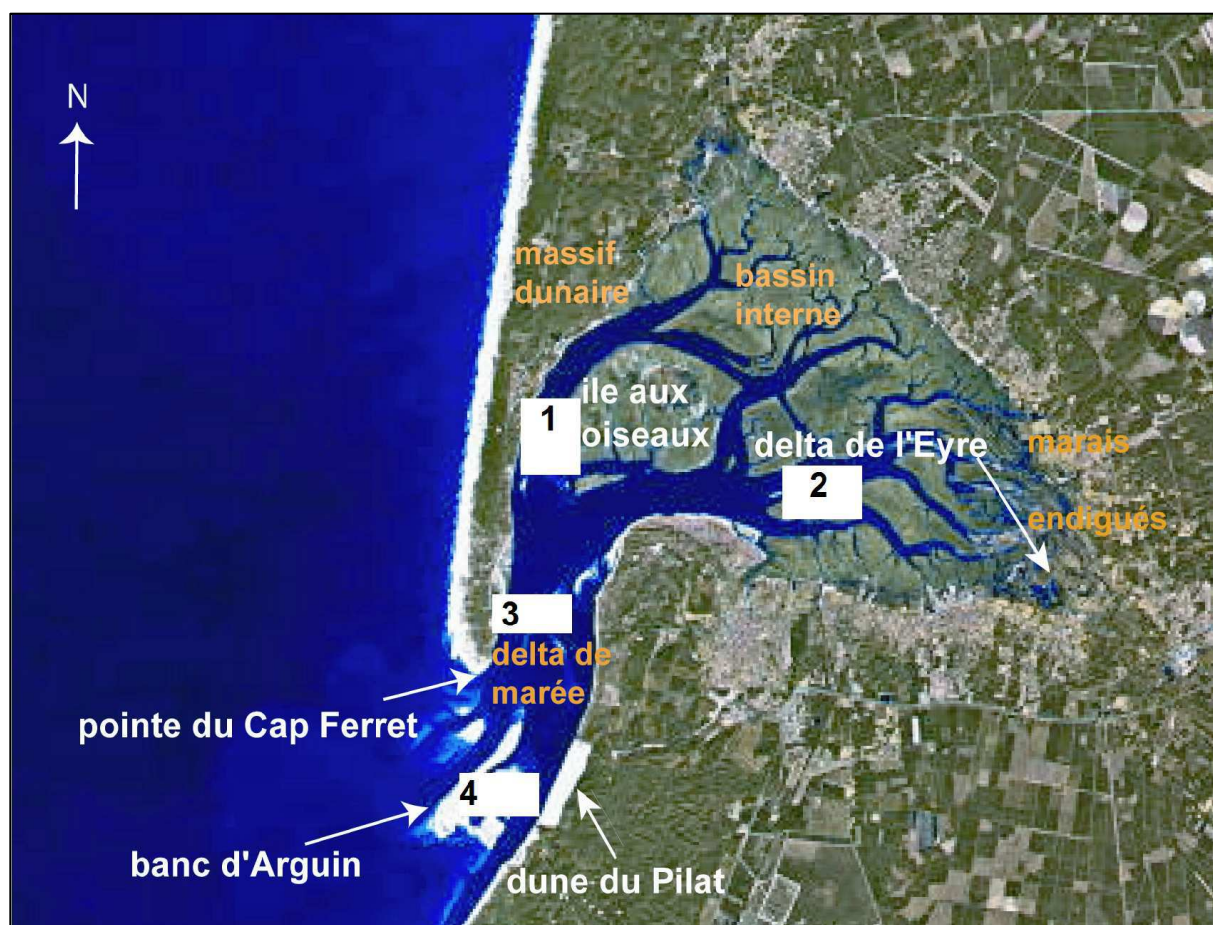 N
massif
dunaire
bassin
interne
1
ile aux
oiseaux
delta de l'Eyre
marais
2
endigués
3
delta de
marée
pointe du Cap Ferret
4
banc d'Arguin
dune du Pilat